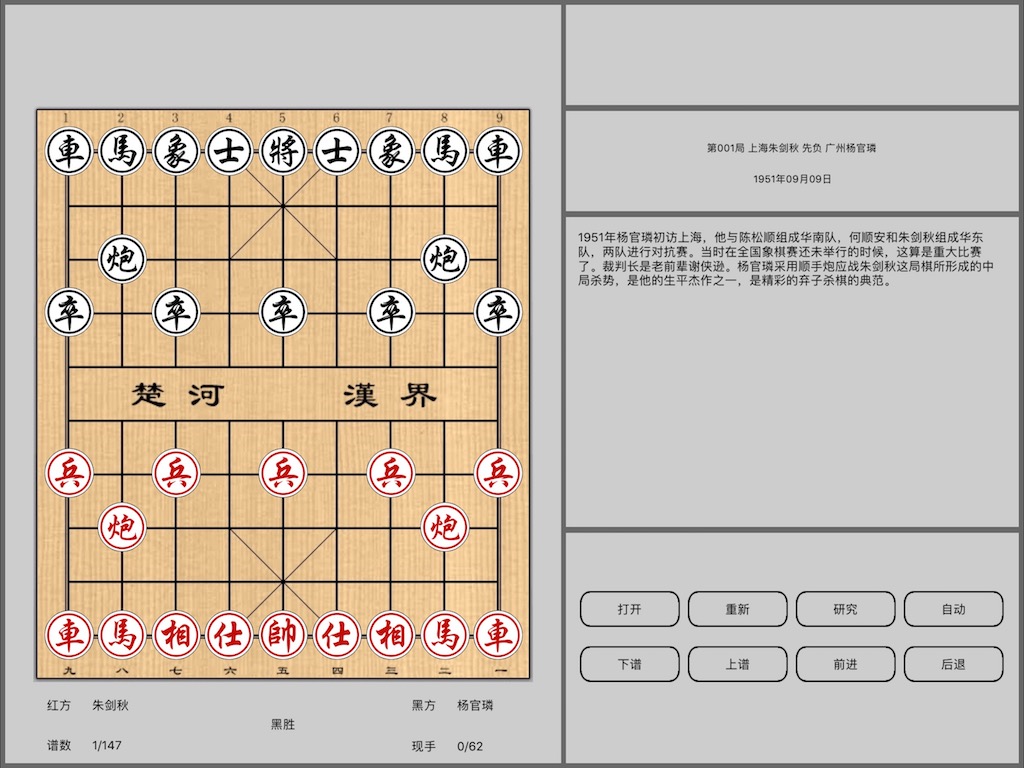 1 2 3 4 5 6 7 8 9
車 馬 象 士 將 士 象 馬 車
炮 炮
卒 卒 卒 卒 卒
楚 河 漢 界
兵 兵 兵 兵 兵
炮 炮
車 馬 相 仕 帥 仕 相 馬 車
九 八 七 六 五 四 三 二 一
红方 朱剑秋 黑方 杨官璘
黑胜
谱数 1/147 现手 0/62
第001局 上海朱剑秋 先负 广州杨官璘
1951年09月09日
1951年杨官璘初访上海，他与陈松顺组成华南队，何顺安和朱剑秋组成华东
队，两队进行对抗赛。当时在全国象棋赛还未举行的时候，这算是重大比赛
了。裁判长是老前辈谢侠逊。杨官璘采用顺手炮应战朱剑秋这局棋所形成的中
局杀势，是他的生平杰作之一，是精彩的弃子杀棋的典范。
打开 重新 研究 自动
下谱 上谱 前进 后退